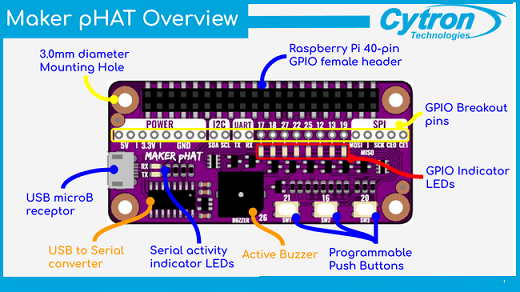 Maker pHAT Overview
Cytron
Technologies
3.0mm diameter
Mounting Hole
Raspberry Pi 40-pin
GPIO female header
GPIO Breakout
pins
POWER
I2C
UART
17 18 27 22 25 12 13 19
SPI
5V 3.3V GND
SDA SCL
TX RX
MOSI SCK CE0 CE1
MISO
MAKER pHAT
RX
TX
GPIO Indicator
LEDs
USB microB
receptor
BUZZER 26
21
SW1
16
SW2
20
SW3
USB to Serial
converter
Serial activity
indicator LEDs
Active Buzzer
Programmable
Push Buttons